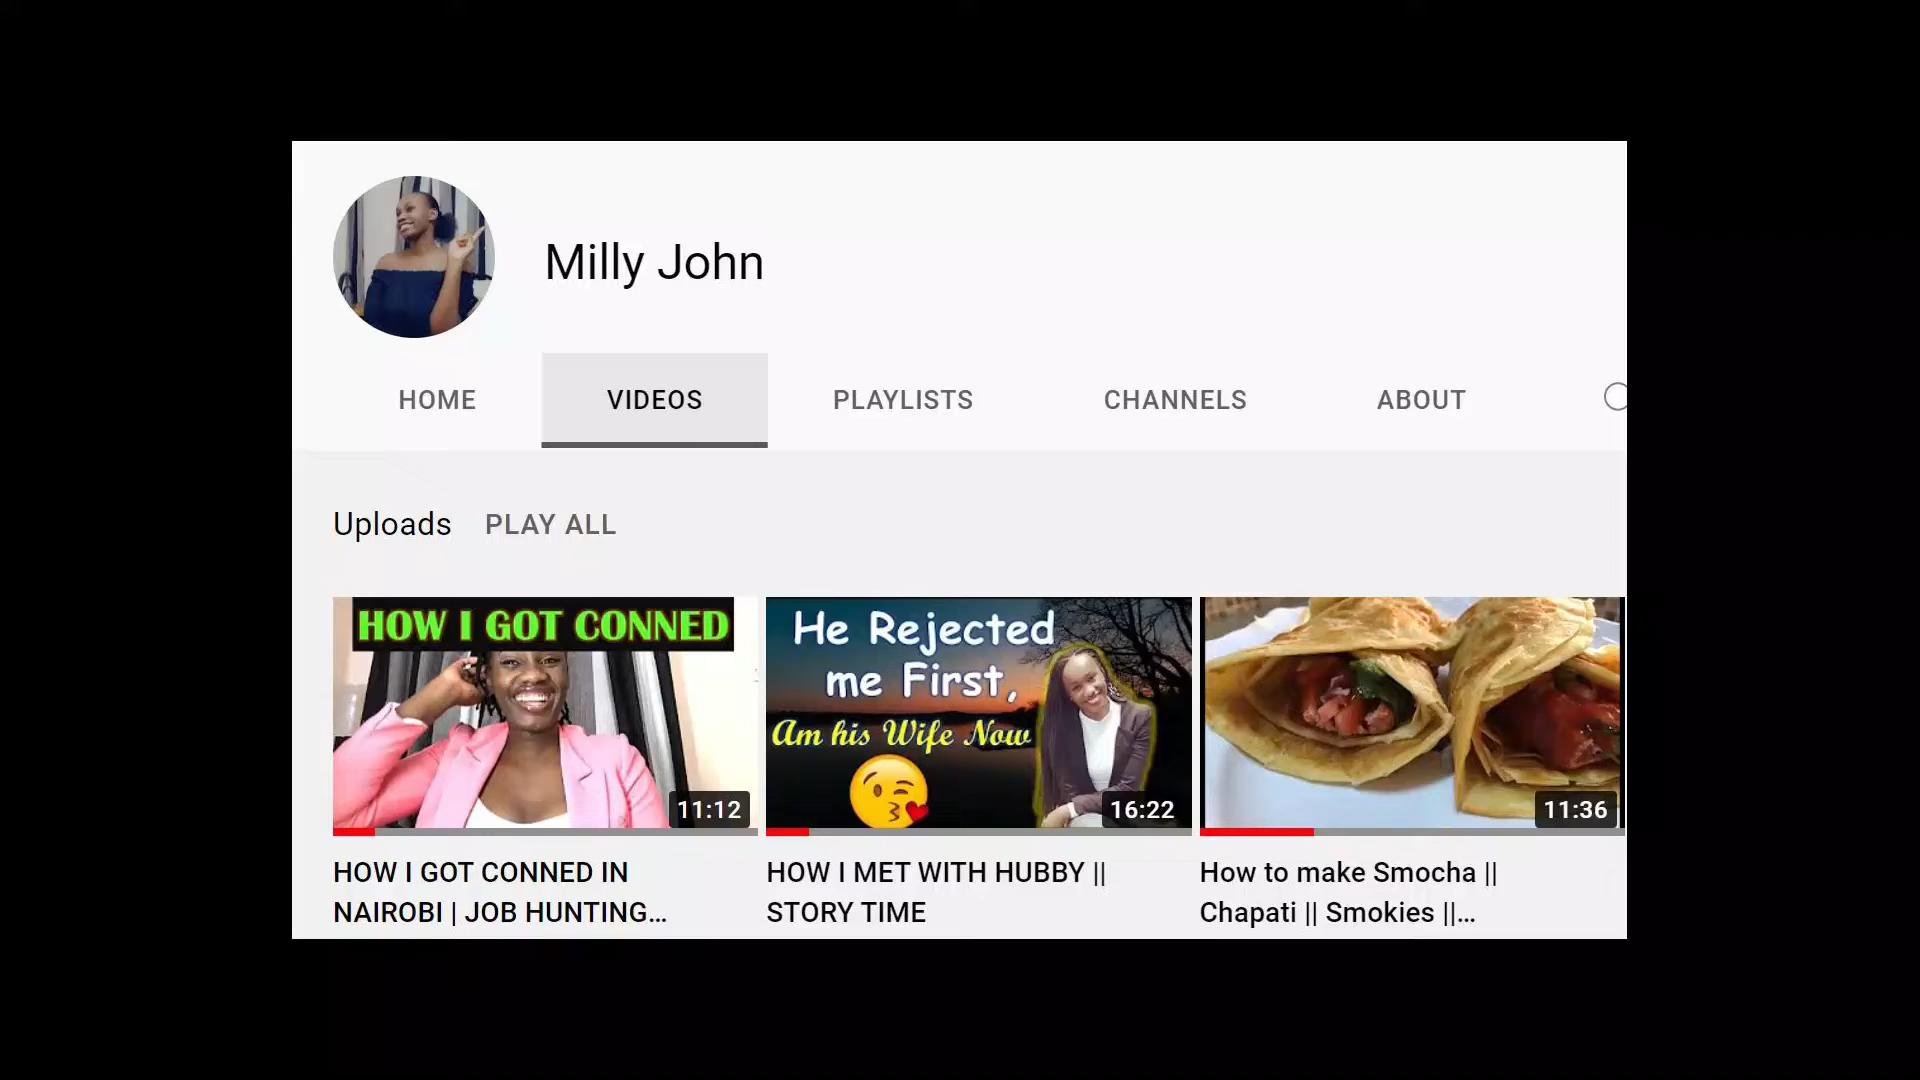 Milly John
HOME VIDEOS PLAYLISTS CHANNELS ABOUT
Uploads PLAY ALL
HOW I GOT CONNED
11:12
He Rejected
me First,
Am his Wife Now
16:22
11:36
HOW I GOT CONNED IN
NAIROBI | JOB HUNTING...
HOW I MET WITH HUBBY ||
STORY TIME
How to make Smocha ||
Chapati || Smokies ||...